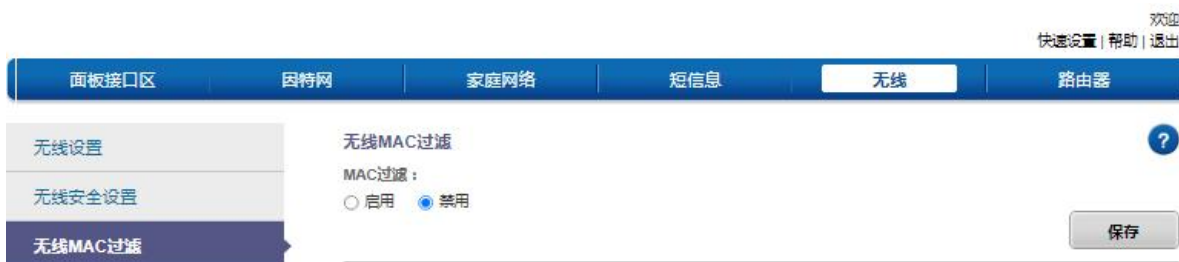 欢迎
快速设置 | 帮助 | 退出
面板接口区 因特网 家庭网络 短信息 无线 路由器
无线设置
无线安全设置
无线MAC过滤
无线MAC过滤
?
MAC过滤：
启用 禁用
保存